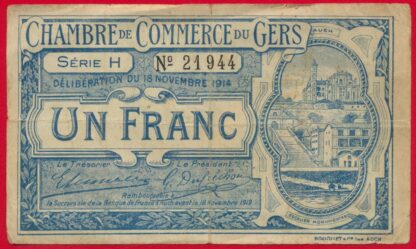 AUCH
CHAMBRE DE COMMERCE DU GERS
SÉRIE H
No 21944
DÉLIBÉRATION DU 18 NOVEMBRE 1914
UN FRANC
Le Trésorier
Le Président
Remboursable à
la Succursale de la Banque de France d'Auch avant le 18 Novembre 1919
ESCALIER MONUMENTAL